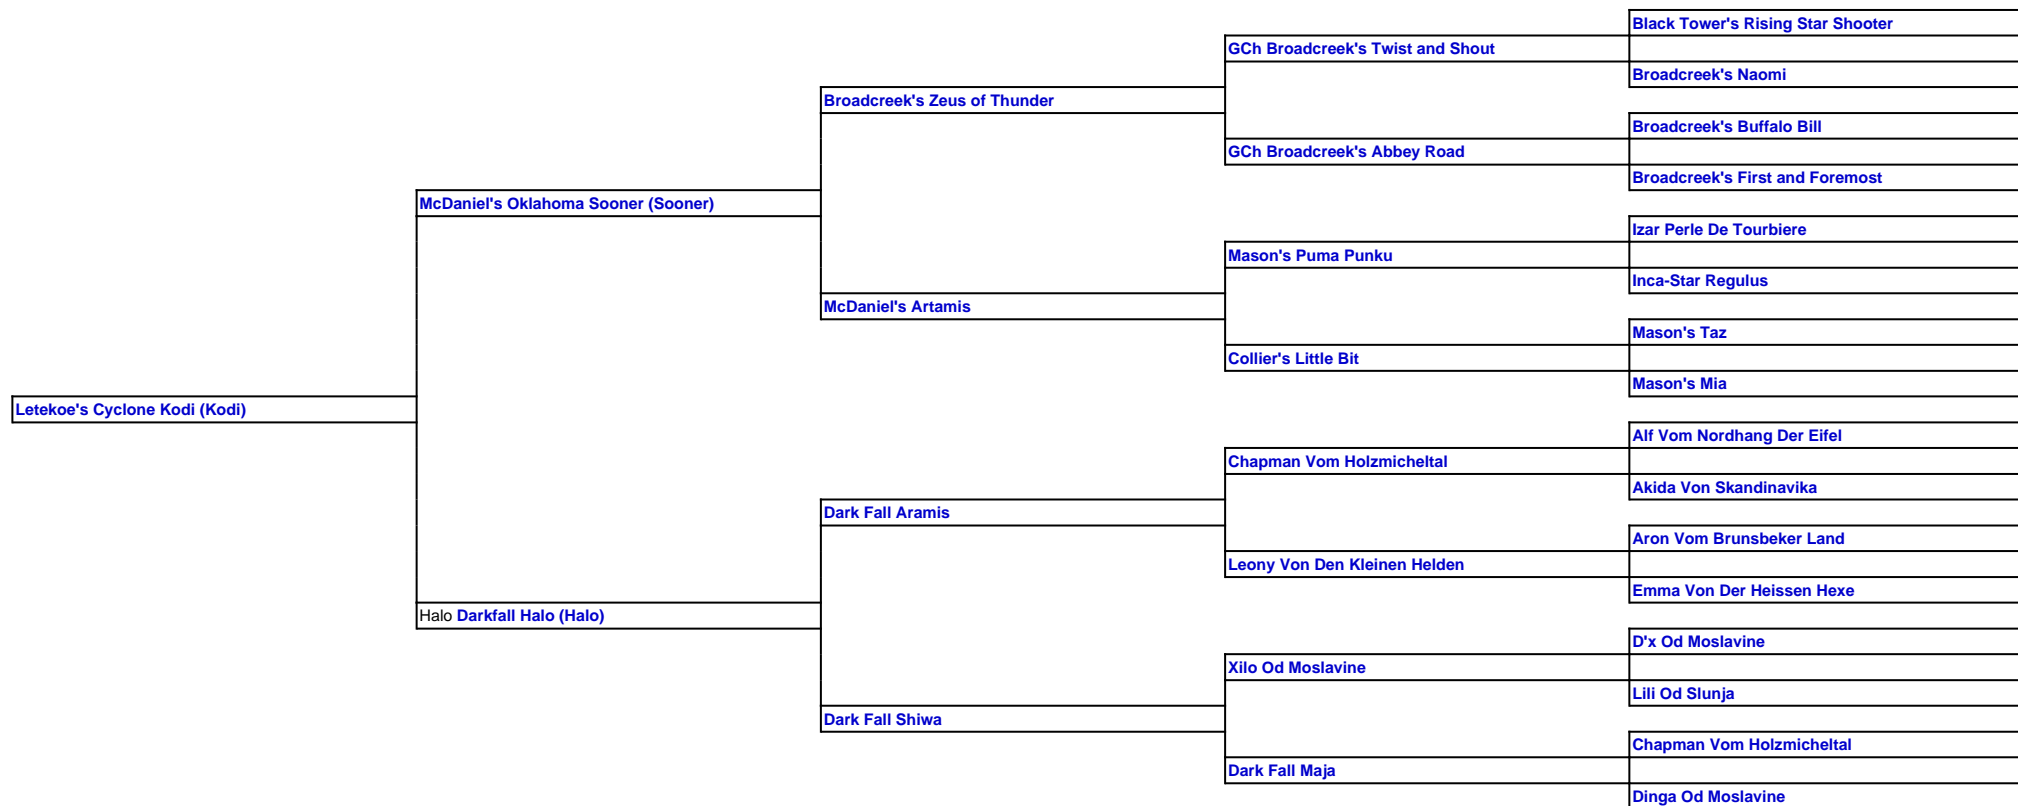 Black Tower's Rising Star Shooter
GCh Broadcreek's Twist and Shout
Broadcreek's Naomi
Broadcreek's Zeus of Thunder
Broadcreek's Buffalo Bill
GCh Broadcreek's Abbey Road
Broadcreek's First and Foremost
McDaniel's Oklahoma Sooner (Sooner)
Izar Perle De Tourbiere
Mason's Puma Punku
Inca-Star Regulus
McDaniel's Artamis
Mason's Taz
Collier's Little Bit
Mason's Mia
Letekoe's Cyclone Kodi (Kodi)
Alf Vom Nordhang Der Eifel
Chapman Vom Holzmicheltal
Akida Von Skandinavika
Dark Fall Aramis
Aron Vom Brunsbeker Land
Leony Von Den Kleinen Helden
Emma Von Der Heissen Hexe
Halo Darkfall Halo (Halo)
D'x Od Moslavine
Xilo Od Moslavine
Lili Od Slunja
Dark Fall Shiwa
Chapman Vom Holzmicheltal
Dark Fall Maja
Dinga Od Moslavine